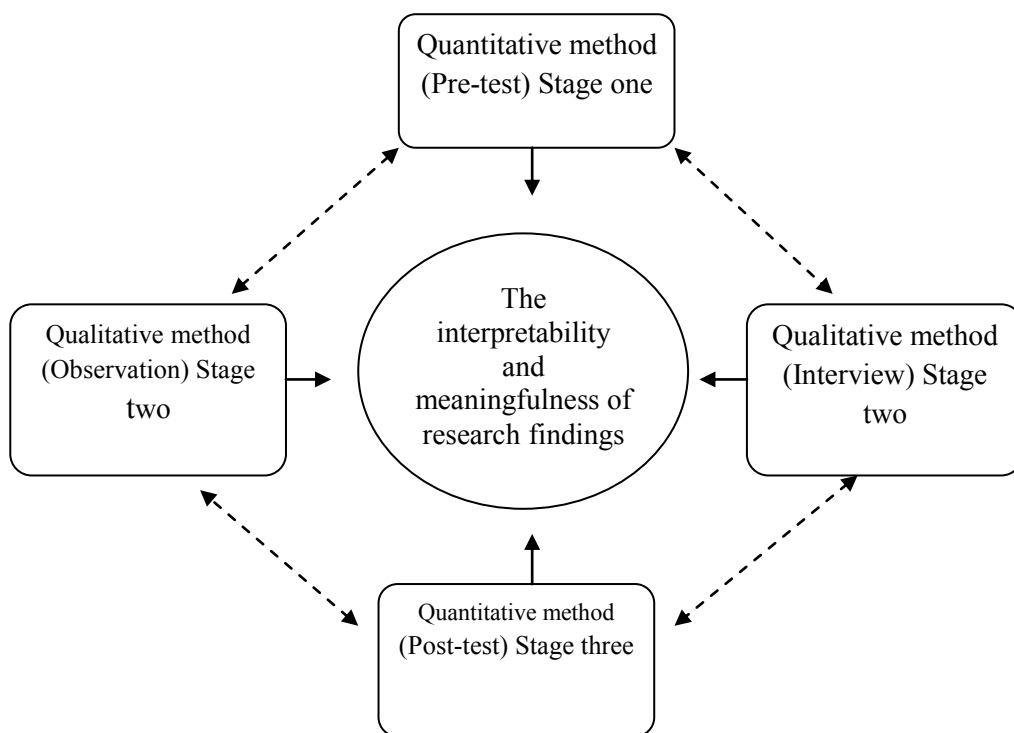 Quantitative method
(Pre-test) Stage one
The
interpretability
and
meaningfulness of
research findings
Qualitative method
(Observation) Stage
two
Qualitative method
(Interview) Stage
two
Quantitative method
(Post-test) Stage three